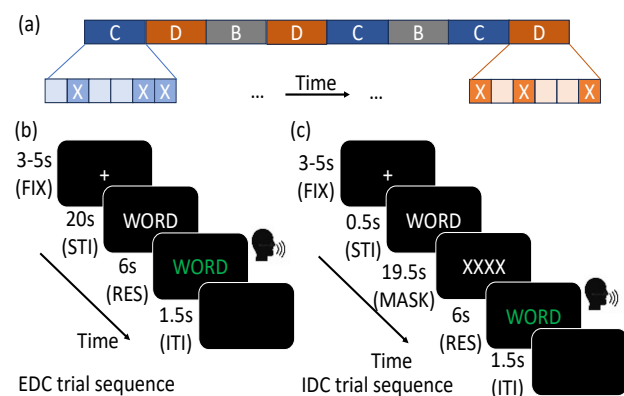 (a)
C D B D C B C D
X X X ... Time ... X X X
(b)
3-5s
(FIX)
+
20s
(STI)
WORD
6s
(RES)
WORD
1.5s
(ITI)
Time
EDC trial sequence
(c)
3-5s
(FIX)
+
0.5s
(STI)
WORD
19.5s
(MASK)
XXXX
6s
(RES)
WORD
1.5s
(ITI)
Time
IDC trial sequence